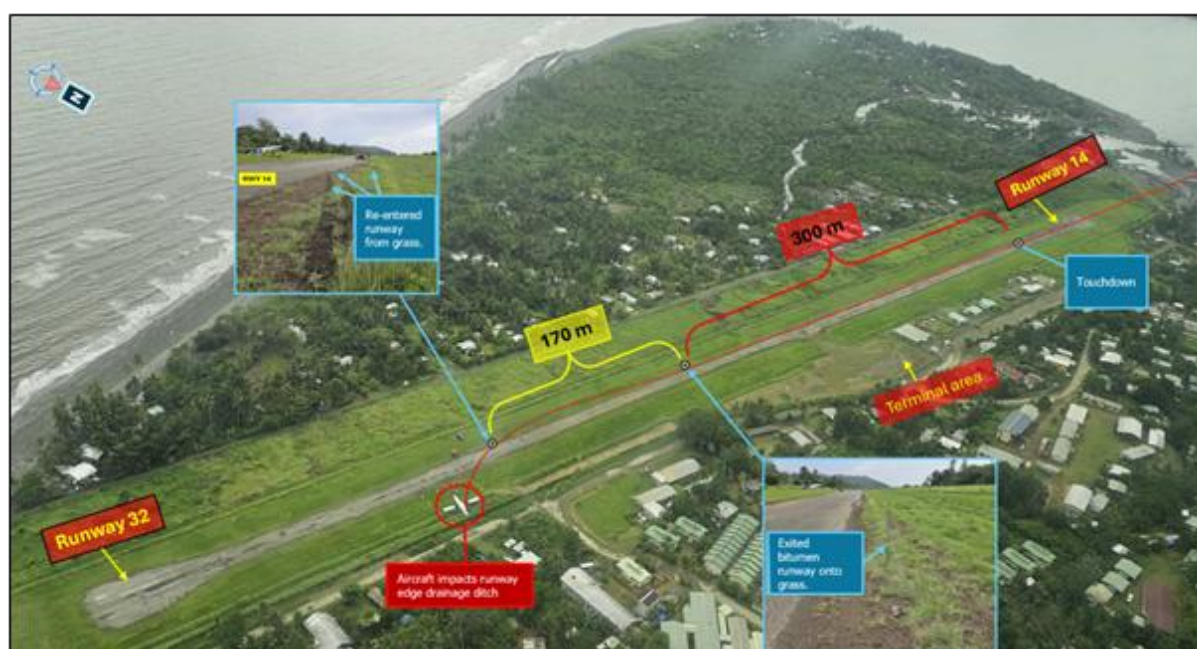 N
RWY 14
Re-entered
runway
from grass.
Runway 14
300 m
Touchdown
170 m
Terminal area
Runway 32
Exited
bitumen
runway onto
grass.
Aircraft impacts runway
edge drainage ditch